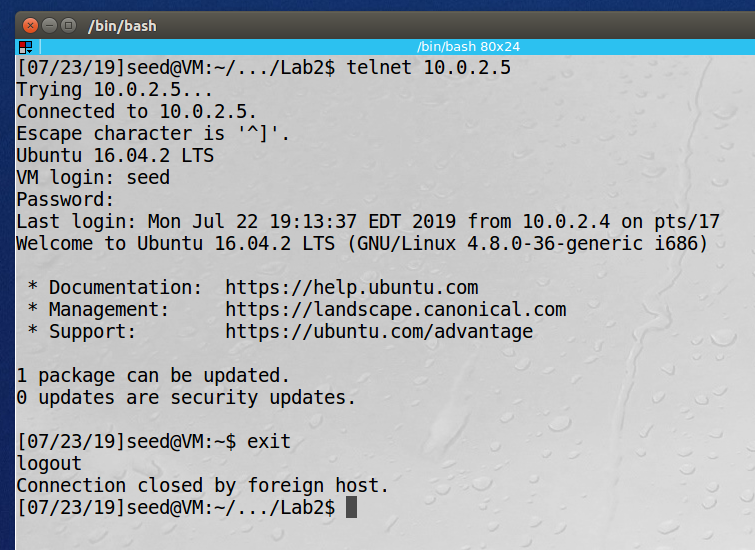 /bin/bash
/bin/bash 80x24
[07/23/19]seed@VM:~/.../Lab2$ telnet 10.0.2.5
Trying 10.0.2.5...
Connected to 10.0.2.5.
Escape character is '^]'.
Ubuntu 16.04.2 LTS
VM login: seed
Password:
Last login: Mon Jul 22 19:13:37 EDT 2019 from 10.0.2.4 on pts/17
Welcome to Ubuntu 16.04.2 LTS (GNU/Linux 4.8.0-36-generic i686)

 * Documentation:  https://help.ubuntu.com
 * Management:     https://landscape.canonical.com
 * Support:        https://ubuntu.com/advantage

1 package can be updated.
0 updates are security updates.

[07/23/19]seed@VM:~$ exit
logout
Connection closed by foreign host.
[07/23/19]seed@VM:~/.../Lab2$